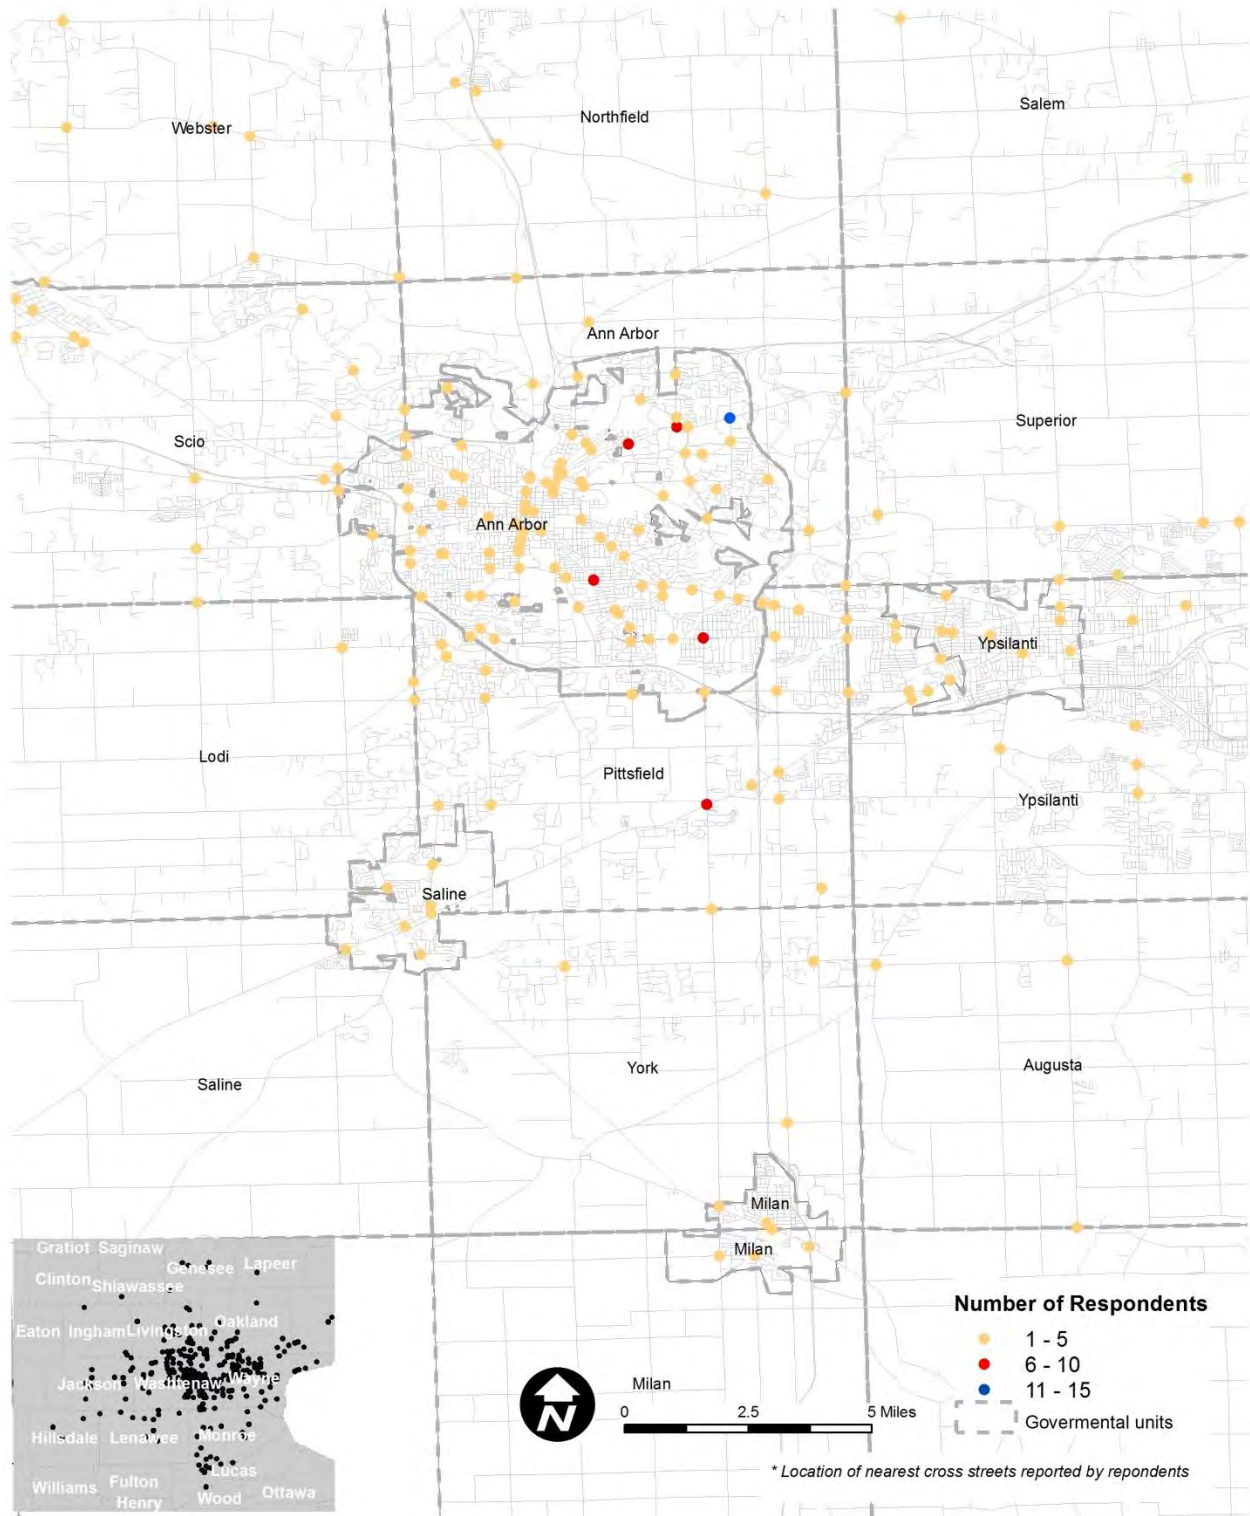 Webster
Northfield
Salem
Ann Arbor
Scio
Superior
Ann Arbor
Ypsilanti
Lodi
Pittsfield
Ypsilanti
Saline
York
Augusta
Saline
Milan
Milan
Gratiot Saginaw
Genesee Lapeer
Clinton Shiawassee
Eaton Ingham Livingston Oakland
Jackson Washtenaw Wayne
Hillsdale Lenawee Monroe
Lucas
Williams Fulton
Henry Wood Ottawa
N
Milan
0 2.5 5 Miles
Number of Respondents
1 - 5
6 - 10
11 - 15
Govermental units
* Location of nearest cross streets reported by repondents